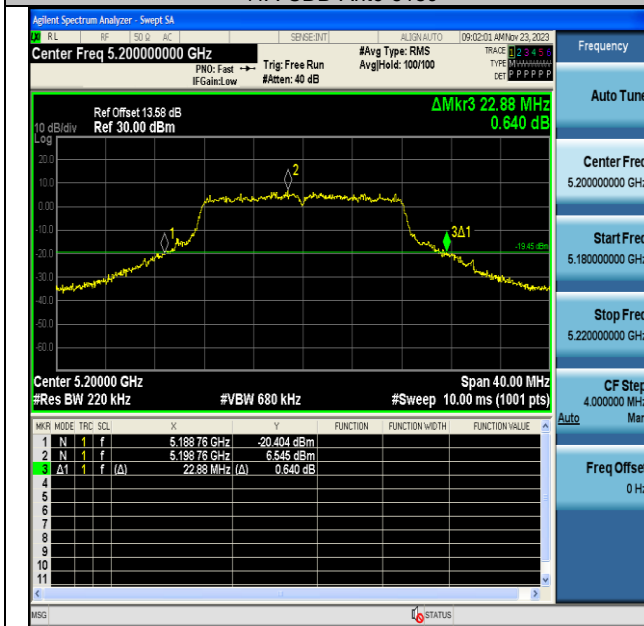 Agilent Spectrum Analyzer - Swept SA
RL RF 50 Ω AC SENSE:INT ALIGN AUTO 09:02:01 AM Nov 23, 2023
Center Freq 5.200000000 GHz
PNO: Fast
IFGain:Low
Trig: Free Run
#Atten: 40 dB
#Avg Type: RMS
Avg|Hold: 100/100
TRACE 1 2 3 4 5 6
TYPE M
DET P P P P P
Ref Offset 13.58 dB
10 dB/div Ref 30.00 dBm
Log
ΔMkr3 22.88 MHz
0.640 dB
20.0
10.0
0.00
-10.0
-20.0
-30.0
-40.0
-50.0
-60.0
1
2
3Δ1
-19.45 dBm
Center 5.20000 GHz Span 40.00 MHz
#Res BW 220 kHz #VBW 680 kHz #Sweep 10.00 ms (1001 pts)
MKR MODE TRC SCL X Y FUNCTION FUNCTION WIDTH FUNCTION VALUE
1 N 1 f 5.188 76 GHz -20.404 dBm
2 N 1 f 5.198 76 GHz 6.545 dBm
3 Δ1 1 f (Δ) 22.88 MHz (Δ) 0.640 dB
4
5
6
7
8
9
10
11
MSG STATUS
Frequency
Auto Tune
Center Freq
5.200000000 GHz
Start Freq
5.180000000 GHz
Stop Freq
5.220000000 GHz
CF Step
4.000000 MHz
Auto Man
Freq Offset
0 Hz